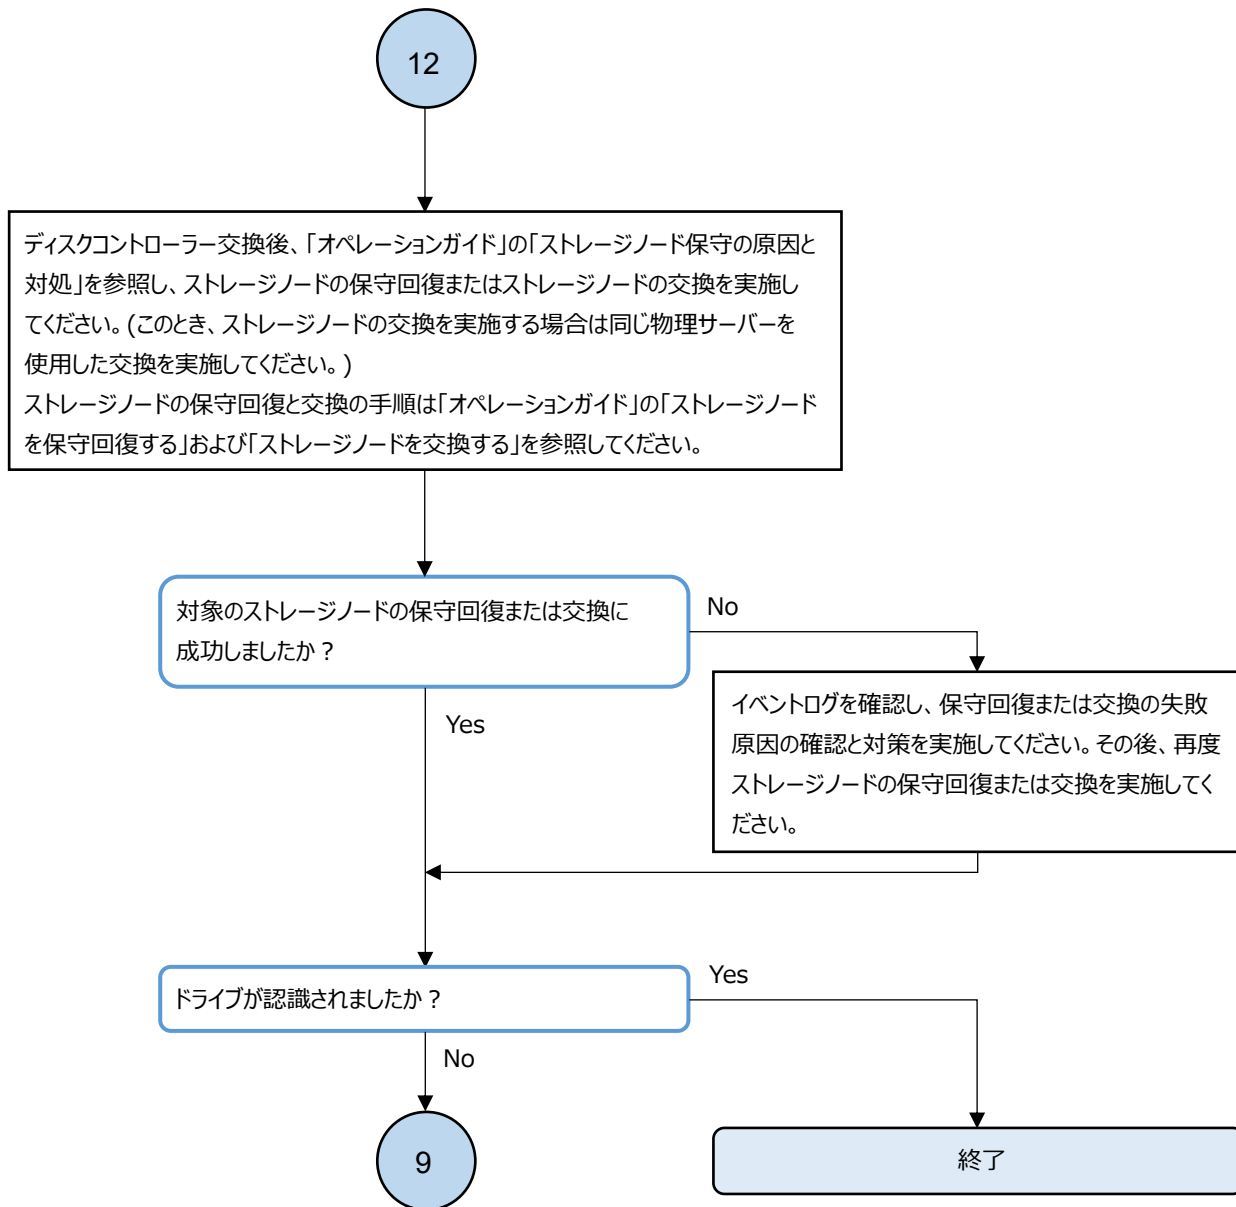 12
ディスクコントローラー交換後、「オペレーションガイド」の「ストレージノード保守の原因と
対処」を参照し、ストレージノードの保守回復またはストレージノードの交換を実施し
てください。(このとき、ストレージノードの交換を実施する場合は同じ物理サーバーを
使用した交換を実施してください。)
ストレージノードの保守回復と交換の手順は「オペレーションガイド」の「ストレージノード
を保守回復する」および「ストレージノードを交換する」を参照してください。
対象のストレージノードの保守回復または交換に
成功しましたか？
No
Yes
イベントログを確認し、保守回復または交換の失敗
原因の確認と対策を実施してください。その後、再度
ストレージノードの保守回復または交換を実施してく
ださい。
ドライブが認識されましたか？
Yes
No
9
終了